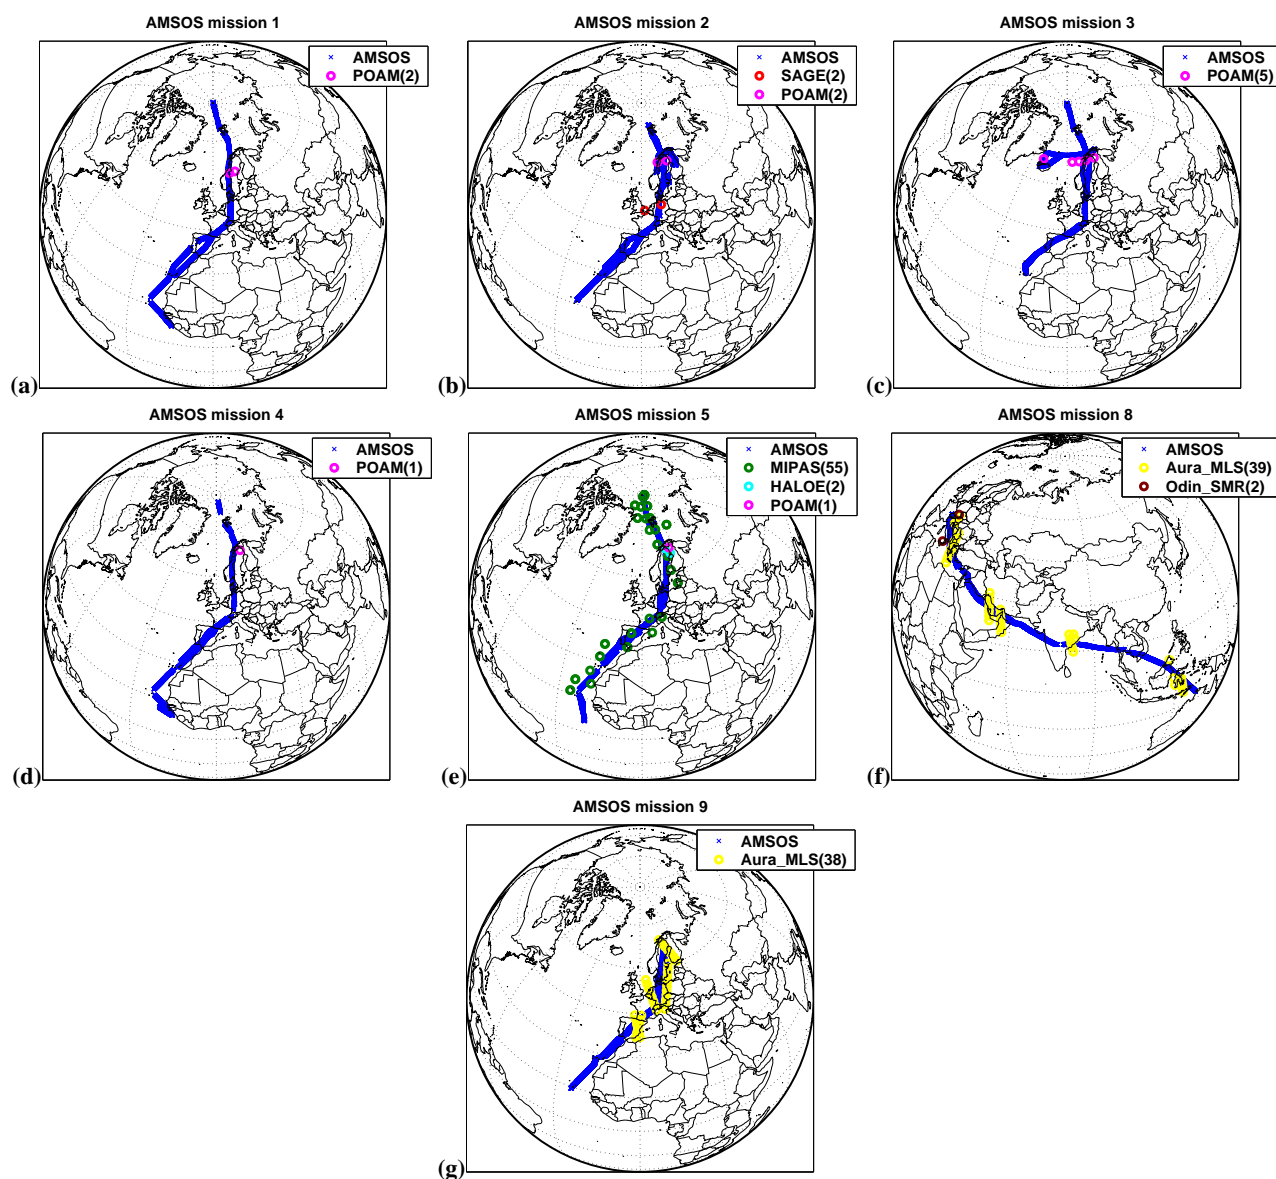 AMSOS mission 1
AMSOS
POAM(2)
(a)
AMSOS mission 2
AMSOS
SAGE(2)
POAM(2)
(b)
AMSOS mission 3
AMSOS
POAM(5)
(c)
AMSOS mission 4
AMSOS
POAM(1)
(d)
AMSOS mission 5
AMSOS
MIPAS(55)
HALOE(2)
POAM(1)
(e)
AMSOS mission 8
AMSOS
Aura_MLS(39)
Odin_SMR(2)
(f)
AMSOS mission 9
AMSOS
Aura_MLS(38)
(g)